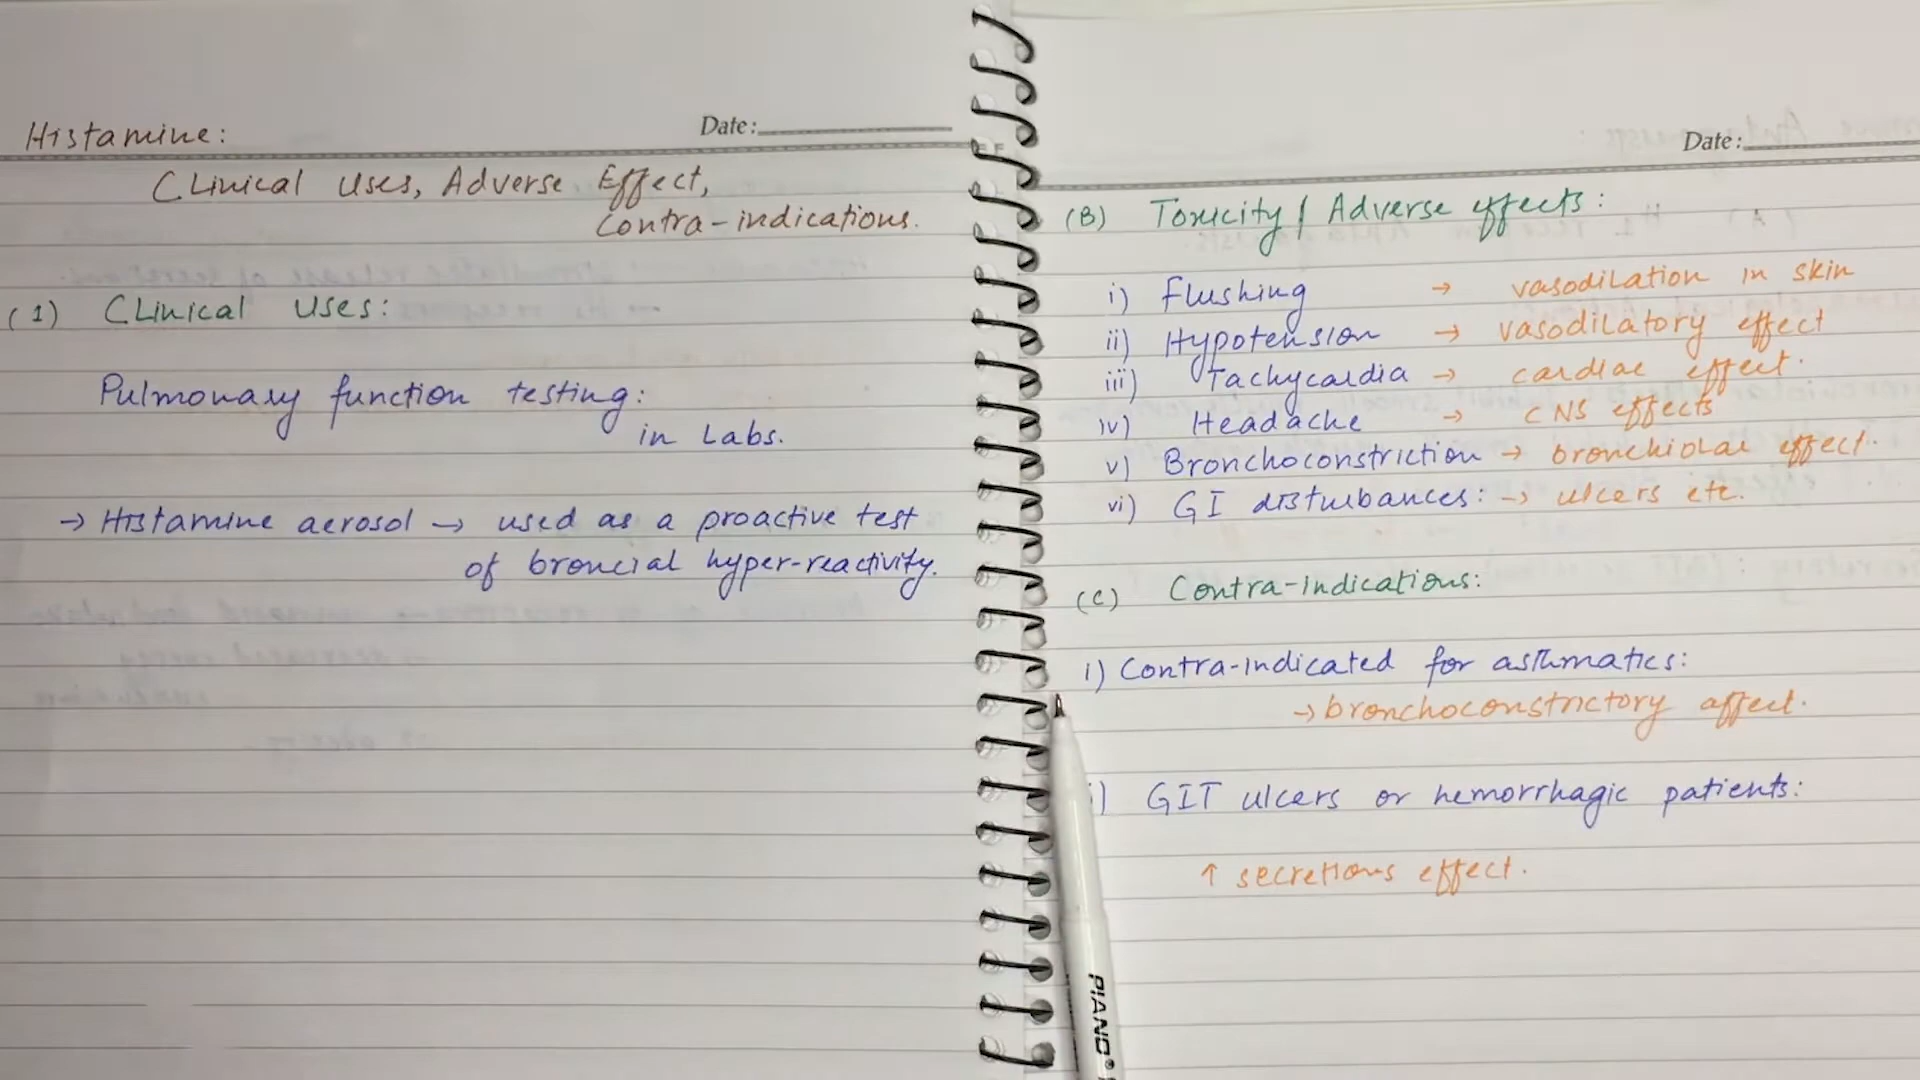 Histamine:
Date:
Clinical Uses, Adverse Effect,
Contra-indications.
(1) Clinical Uses:
Pulmonary function testing:
in Labs.
→ Histamine aerosol → used as a proactive test
of broncial hyper-reactivity.
Date:
(B) Toxicity / Adverse effects:
i) Flushing → vasodilation in skin
ii) Hypotension → vasodilatory effect
iii) Tachycardia → cardiac effect.
iv) Headache → CNS effects
v) Bronchoconstriction → bronchiolar effect.
vi) GI disturbances: → ulcers etc.
(C) Contra-indications:
i) Contra-indicated for asthmatics:
→ bronchoconstrictory affect.
i) GIT ulcers or hemorrhagic patients:
↑ secretions effect.
PIANO®